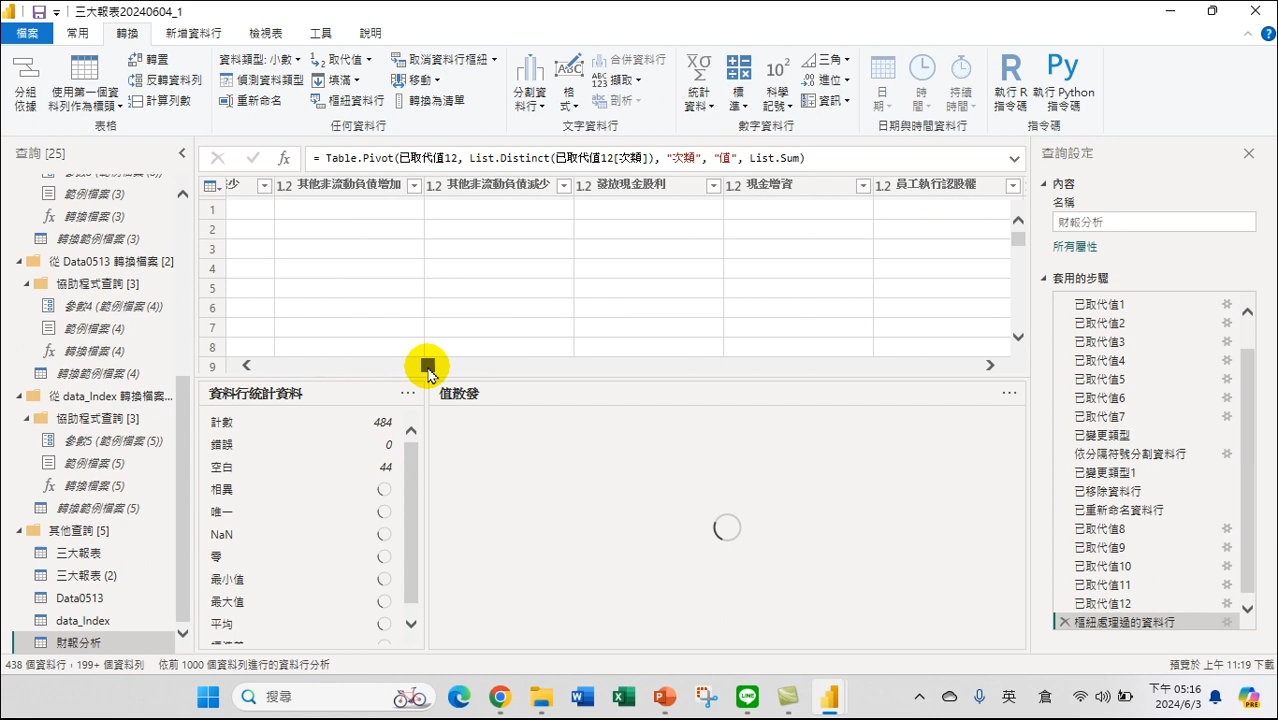 三大報表20240604_1
檔案 常用 轉換 新增資料行 檢視表 工具 說明
分組依據 使用第一個資料列作為標頭 轉置 反轉資料列 計算列數
資料類型: 小數 偵測資料類型 重新命名 取代值 填滿 樞紐資料行 取消資料行樞紐 移動 轉換為清單
分割資料行 格式 合併資料行 擷取 剖析
統計資料 標準 科學記號 三角 進位 資訊
日期 時間 持續時間 執行 R 指令碼 執行 Python 指令碼
表格 任何資料行 文字資料行 數字資料行 日期與時間資料行 指令碼
查詢 [25]
= Table.Pivot(已取代值12, List.Distinct(已取代值12[次類]), "次類", "值", List.Sum)
查詢設定
少 1.2 其他非流動負債增加 1.2 其他非流動負債減少 1.2 發放現金股利 1.2 現金增資 1.2 員工執行認股權
1
2
3
4
5
6
7
8
9
範例檔案 (3)
轉換檔案 (3)
轉換範例檔案 (3)
從 Data0513 轉換檔案 [2]
協助程式查詢 [3]
參數4 (範例檔案 (4))
範例檔案 (4)
轉換檔案 (4)
轉換範例檔案 (4)
從 data_Index 轉換檔案...
協助程式查詢 [3]
參數5 (範例檔案 (5))
範例檔案 (5)
轉換檔案 (5)
轉換範例檔案 (5)
其他查詢 [5]
三大報表
三大報表 (2)
Data0513
data_Index
財報分析
資料行統計資料 ...
計數 484
錯誤 0
空白 44
相異
唯一
NaN
零
最小值
最大值
平均
值散發 ...
內容
名稱
財報分析
所有屬性
套用的步驟
已取代值1
已取代值2
已取代值3
已取代值4
已取代值5
已取代值6
已取代值7
已變更類型
依分隔符號分割資料行
已變更類型1
已移除資料行
已重新命名資料行
已取代值8
已取代值9
已取代值10
已取代值11
已取代值12
樞紐處理過的資料行
438 個資料行，199+ 個資料列 依前 1000 個資料列進行的資料行分析
預覽於 上午 11:19 下載
搜尋
英 倉
下午 05:16
2024/6/3